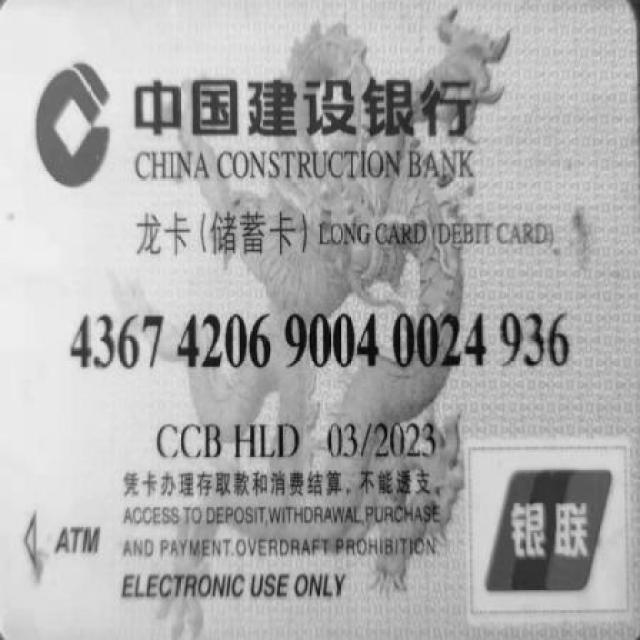 中国建设银行
CHINA CONSTRUCTION BANK
龙卡(储蓄卡) LONG CARD (DEBIT CARD)
4367 4206 9004 0024 936
CCB HLD 03/2023
凭卡办理存取款和消费结算，不能透支。
ACCESS TO DEPOSIT,WITHDRAWAL,PURCHASE
ATM AND PAYMENT.OVERDRAFT PROHIBITION.
ELECTRONIC USE ONLY
银联